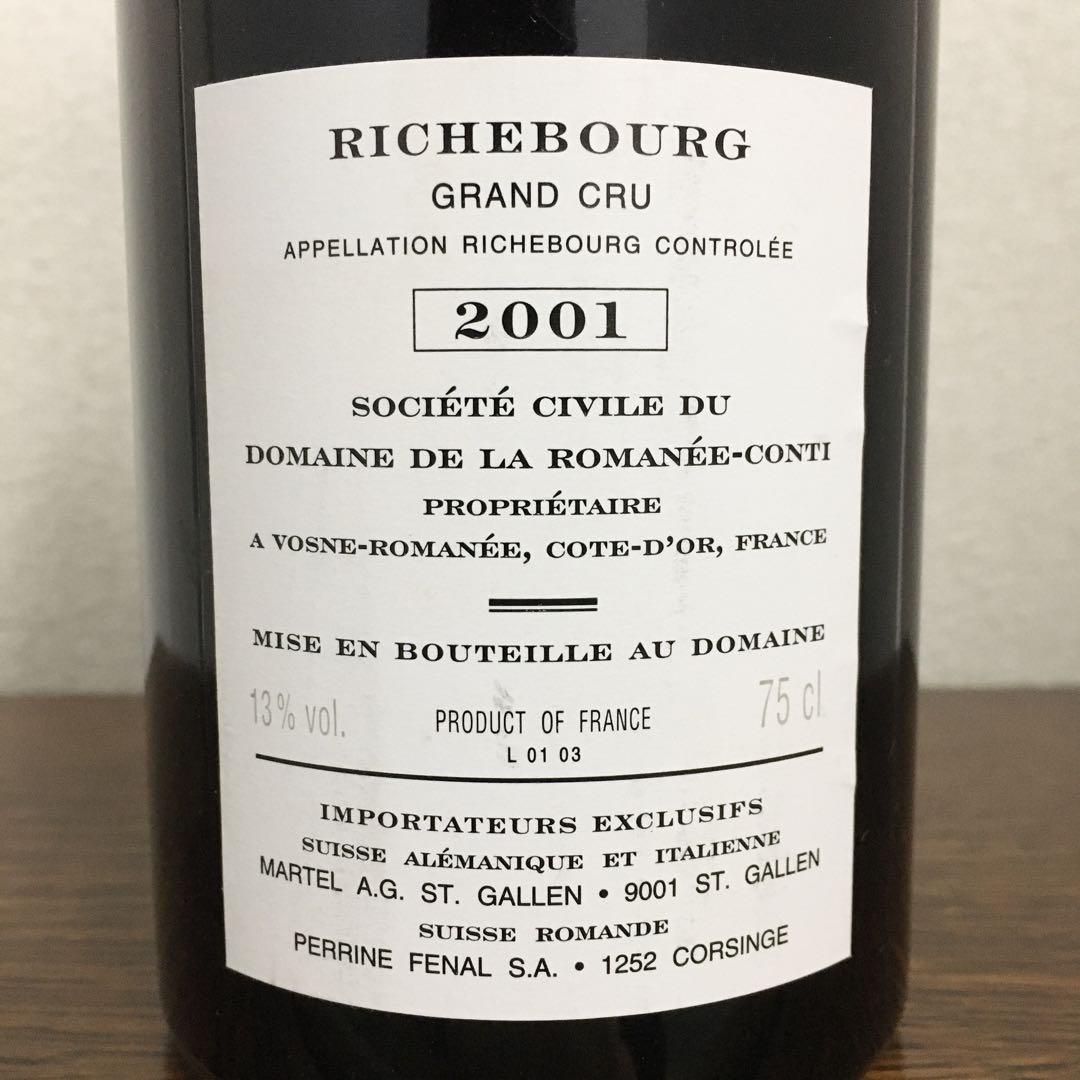 RICHEBOURG
GRAND CRU
APPELLATION RICHEBOURG CONTROLÉE
2001
SOCIÉTÉ CIVILE DU
DOMAINE DE LA ROMANÉE-CONTI
PROPRIÉTAIRE
A VOSNE-ROMANÉE, COTE-D'OR, FRANCE
MISE EN BOUTEILLE AU DOMAINE
13% vol. PRODUCT OF FRANCE 75 cl
L 01 03
IMPORTATEURS EXCLUSIFS
SUISSE ALÉMANIQUE ET ITALIENNE
MARTEL A.G. ST. GALLEN • 9001 ST. GALLEN
SUISSE ROMANDE
PERRINE FENAL S.A. • 1252 CORSINGE